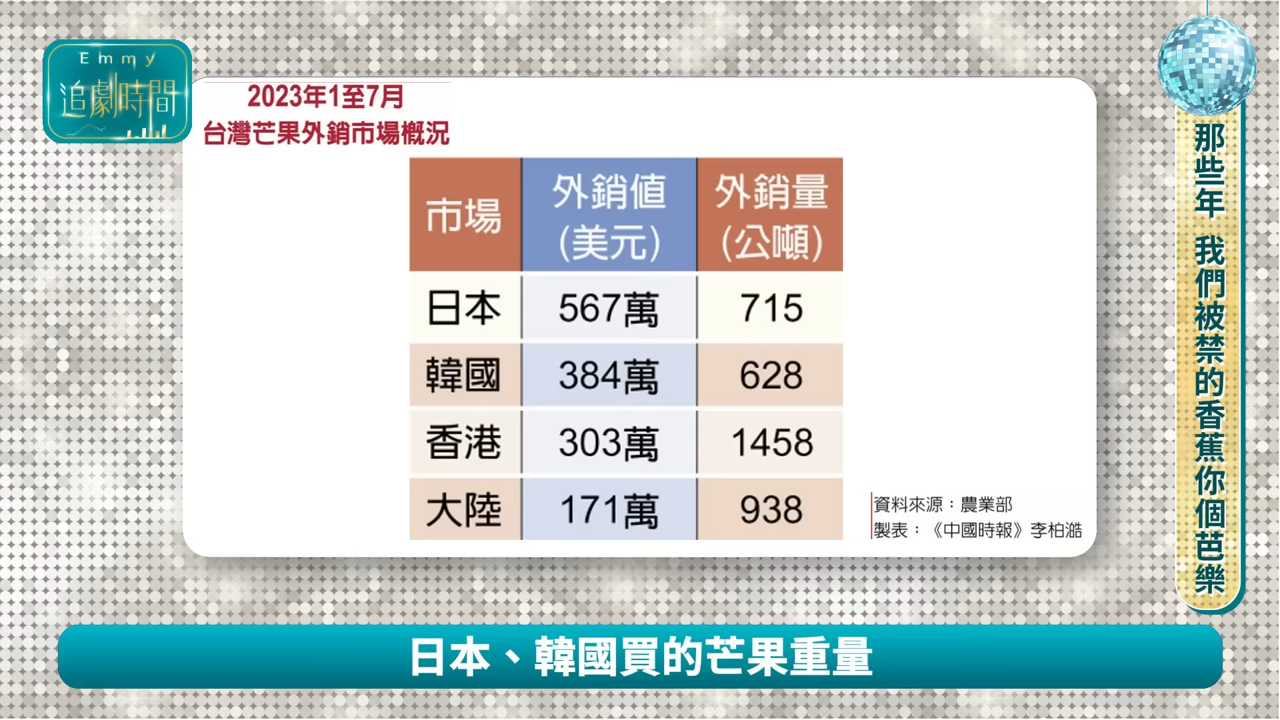 Emmy
追劇時間
2023年1至7月
台灣芒果外銷市場概況
市場 外銷值(美元) 外銷量(公噸)
日本 567萬 715
韓國 384萬 628
香港 303萬 1458
大陸 171萬 938
資料來源：農業部
製表：《中國時報》李柏澔
那些年 我們被禁的香蕉你個芭樂
日本、韓國買的芒果重量